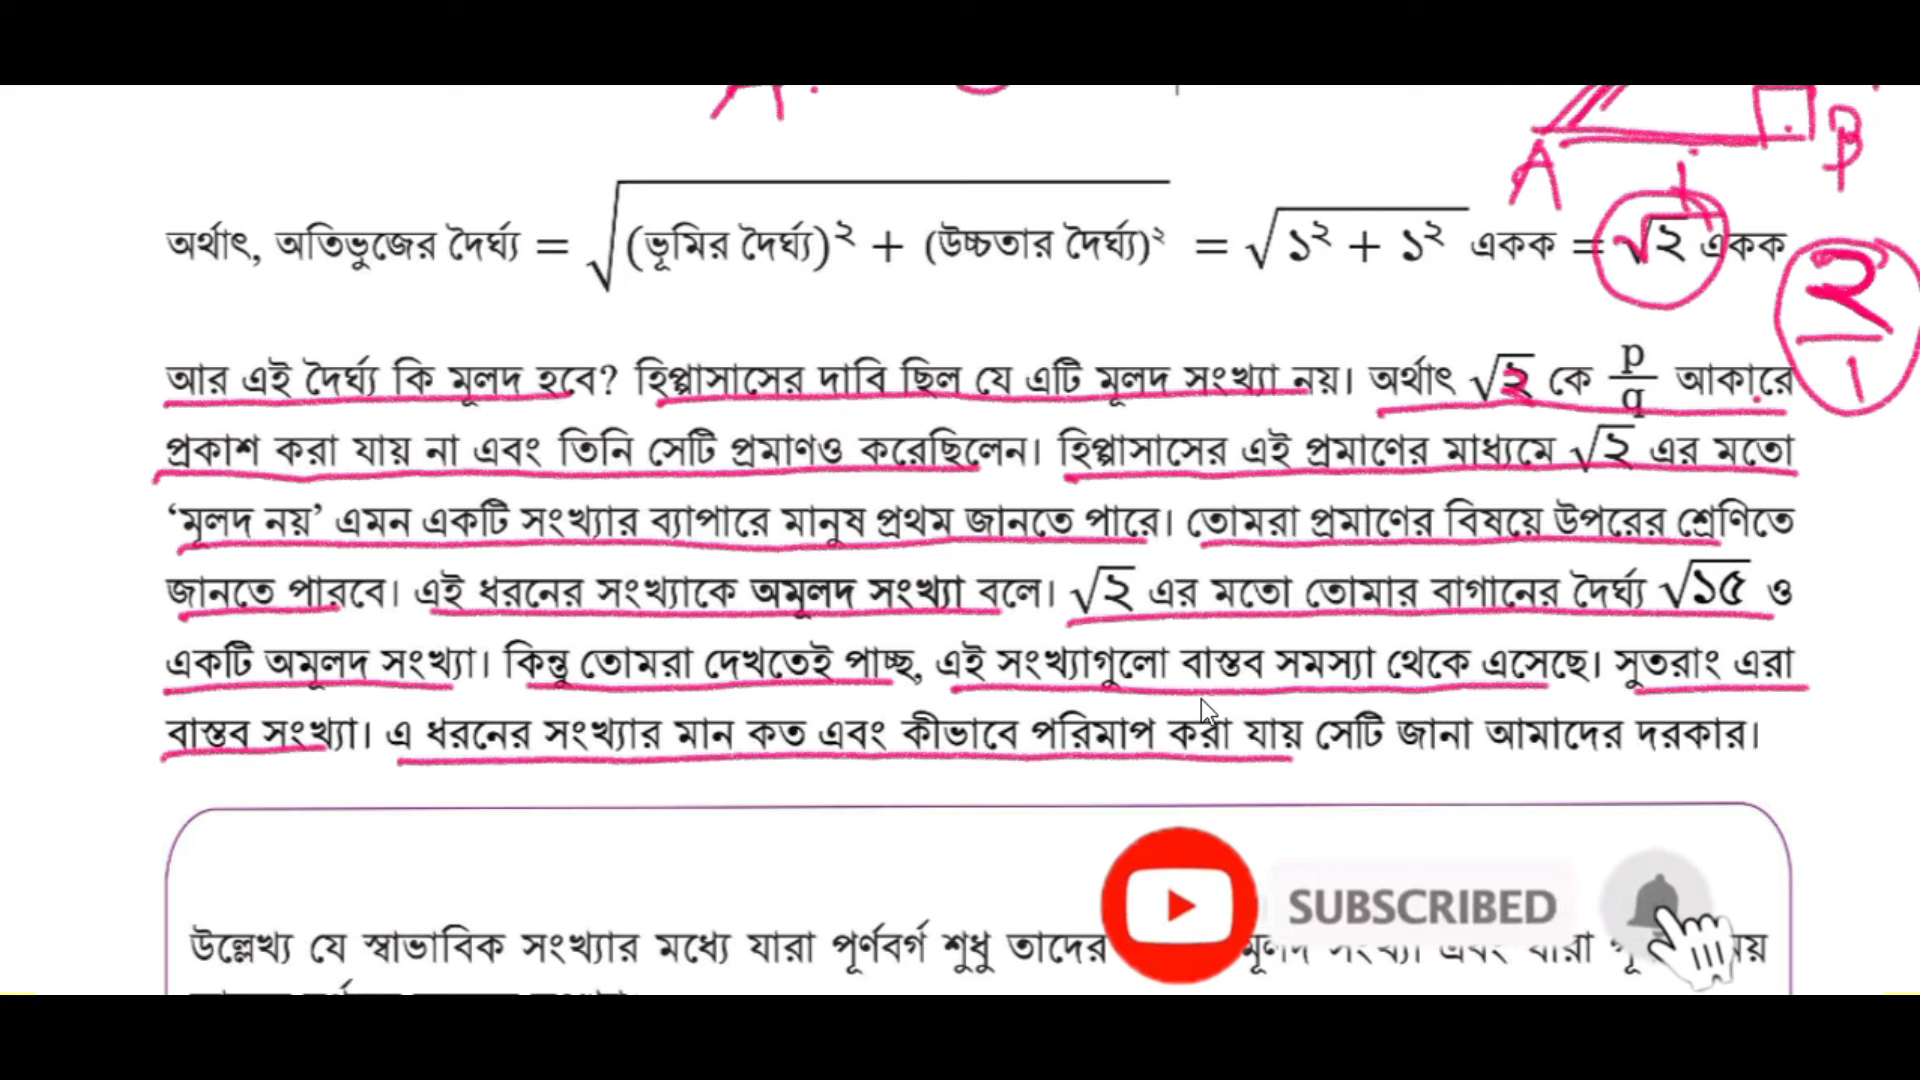 A B
1
অর্থাৎ, অতিভুজের দৈর্ঘ্য = √(ভূমির দৈর্ঘ্য)² + (উচ্চতার দৈর্ঘ্য)² = √১² + ১² একক = √২ একক
২/1
আর এই দৈর্ঘ্য কি মূলদ হবে? হিপ্পাসাসের দাবি ছিল যে এটি মূলদ সংখ্যা নয়। অর্থাৎ √২ কে p/q আকারে
প্রকাশ করা যায় না এবং তিনি সেটি প্রমাণও করেছিলেন। হিপ্পাসাসের এই প্রমাণের মাধ্যমে √২ এর মতো
‘মূলদ নয়’ এমন একটি সংখ্যার ব্যাপারে মানুষ প্রথম জানতে পারে। তোমরা প্রমাণের বিষয়ে উপরের শ্রেণিতে
জানতে পারবে। এই ধরনের সংখ্যাকে অমূলদ সংখ্যা বলে। √২ এর মতো তোমার বাগানের দৈর্ঘ্য √১৫ ও
একটি অমূলদ সংখ্যা। কিন্তু তোমরা দেখতেই পাচ্ছ, এই সংখ্যাগুলো বাস্তব সমস্যা থেকে এসেছে। সুতরাং এরা
বাস্তব সংখ্যা। এ ধরনের সংখ্যার মান কত এবং কীভাবে পরিমাপ করা যায় সেটি জানা আমাদের দরকার।
SUBSCRIBED
উল্লেখ্য যে স্বাভাবিক সংখ্যার মধ্যে যারা পূর্ণবর্গ শুধু তাদের